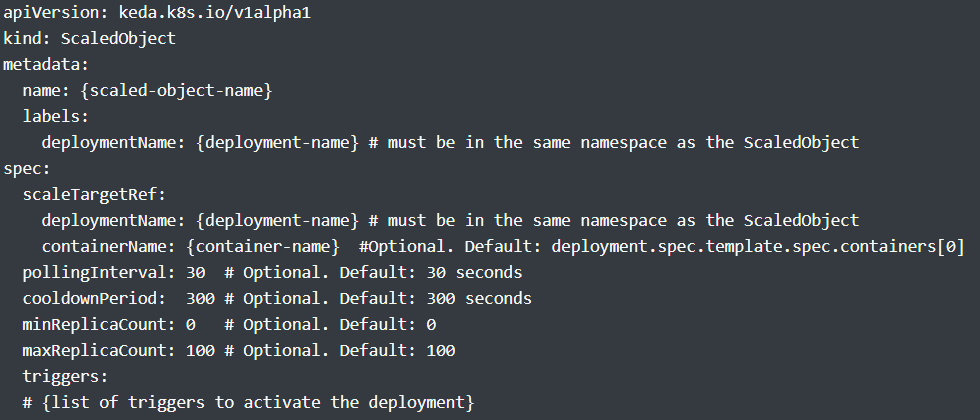 apiVersion: keda.k8s.io/v1alpha1
kind: ScaledObject
metadata:
  name: {scaled-object-name}
  labels:
    deploymentName: {deployment-name} # must be in the same namespace as the ScaledObject
spec:
  scaleTargetRef:
    deploymentName: {deployment-name} # must be in the same namespace as the ScaledObject
    containerName: {container-name}  #Optional. Default: deployment.spec.template.spec.containers[0]
  pollingInterval: 30  # Optional. Default: 30 seconds
  cooldownPeriod:  300 # Optional. Default: 300 seconds
  minReplicaCount: 0   # Optional. Default: 0
  maxReplicaCount: 100 # Optional. Default: 100
  triggers:
  # {list of triggers to activate the deployment}